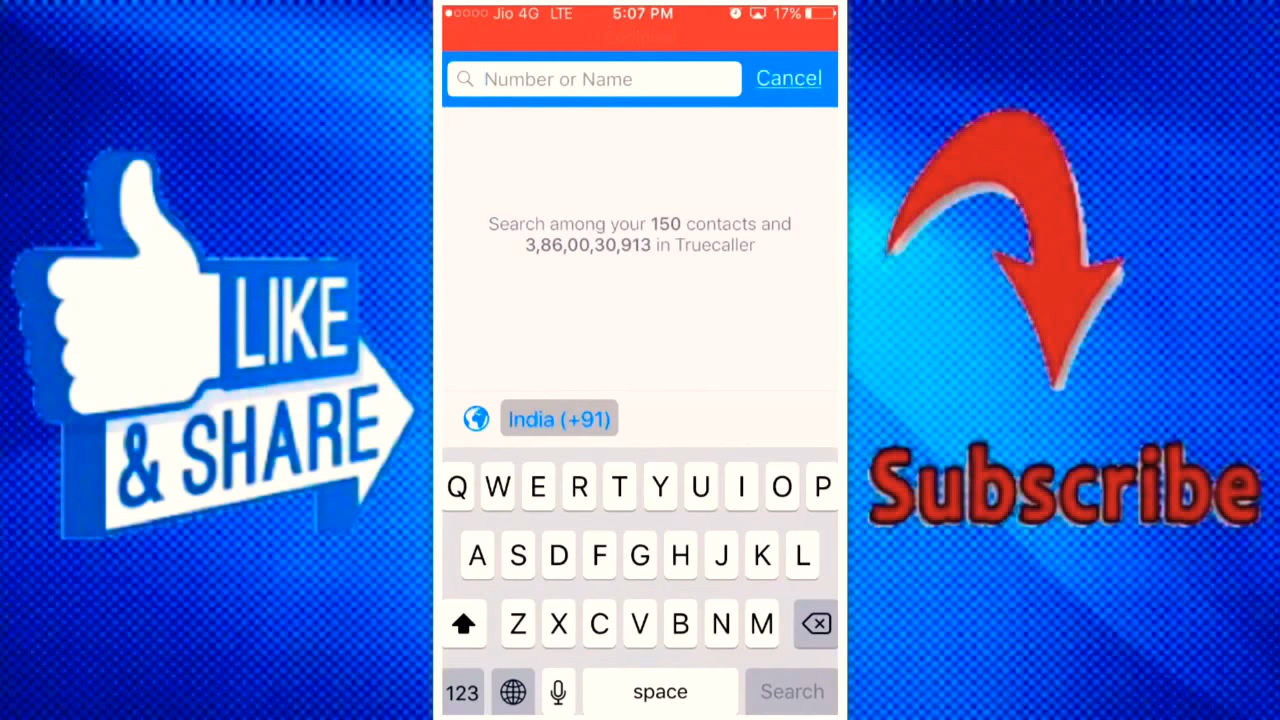 Jio 4G LTE 5:07 PM 17%
Number or Name Cancel
Search among your 150 contacts and
3,86,00,30,913 in Truecaller
LIKE
& SHARE
Subscribe
India (+91)
Q W E R T Y U I O P
A S D F G H J K L
Z X C V B N M
123 space Search